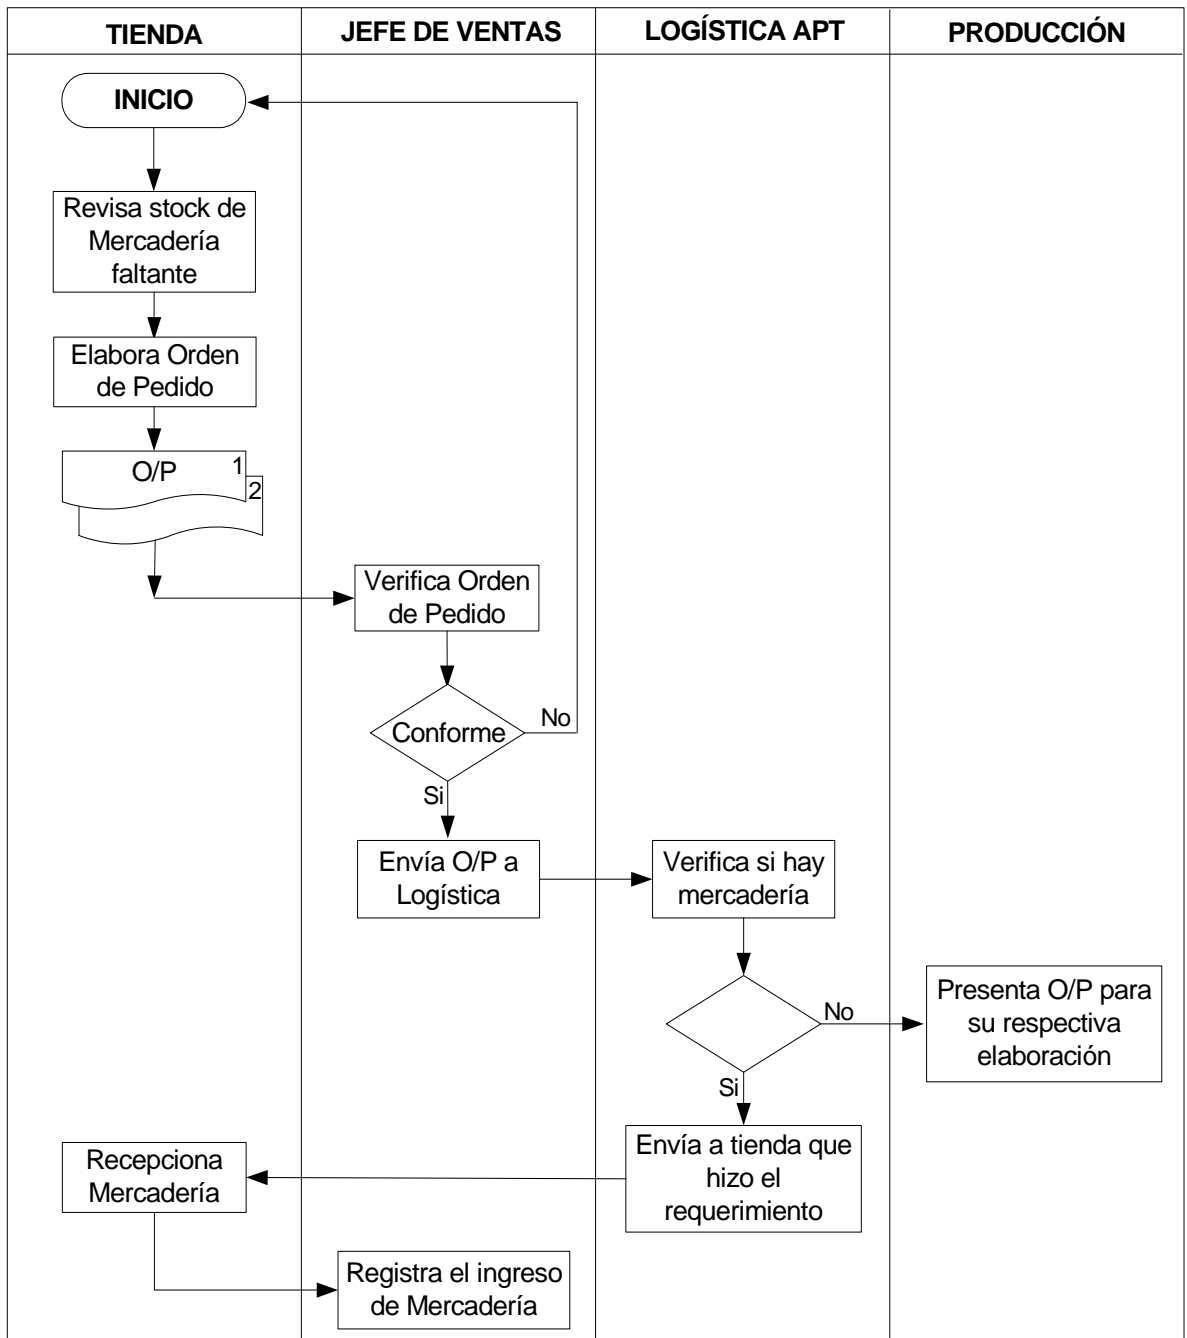 TIENDA
JEFE DE VENTAS
LOGÍSTICA APT
PRODUCCIÓN
INICIO
Revisa stock de
Mercadería
faltante
Elabora Orden
de Pedido
O/P
1
2
Verifica Orden
de Pedido
Conforme
No
Si
Envía O/P a
Logística
Verifica si hay
mercadería
No
Presenta O/P para
su respectiva
elaboración
Si
Envía a tienda que
hizo el
requerimiento
Recepciona
Mercadería
Registra el ingreso
de Mercadería